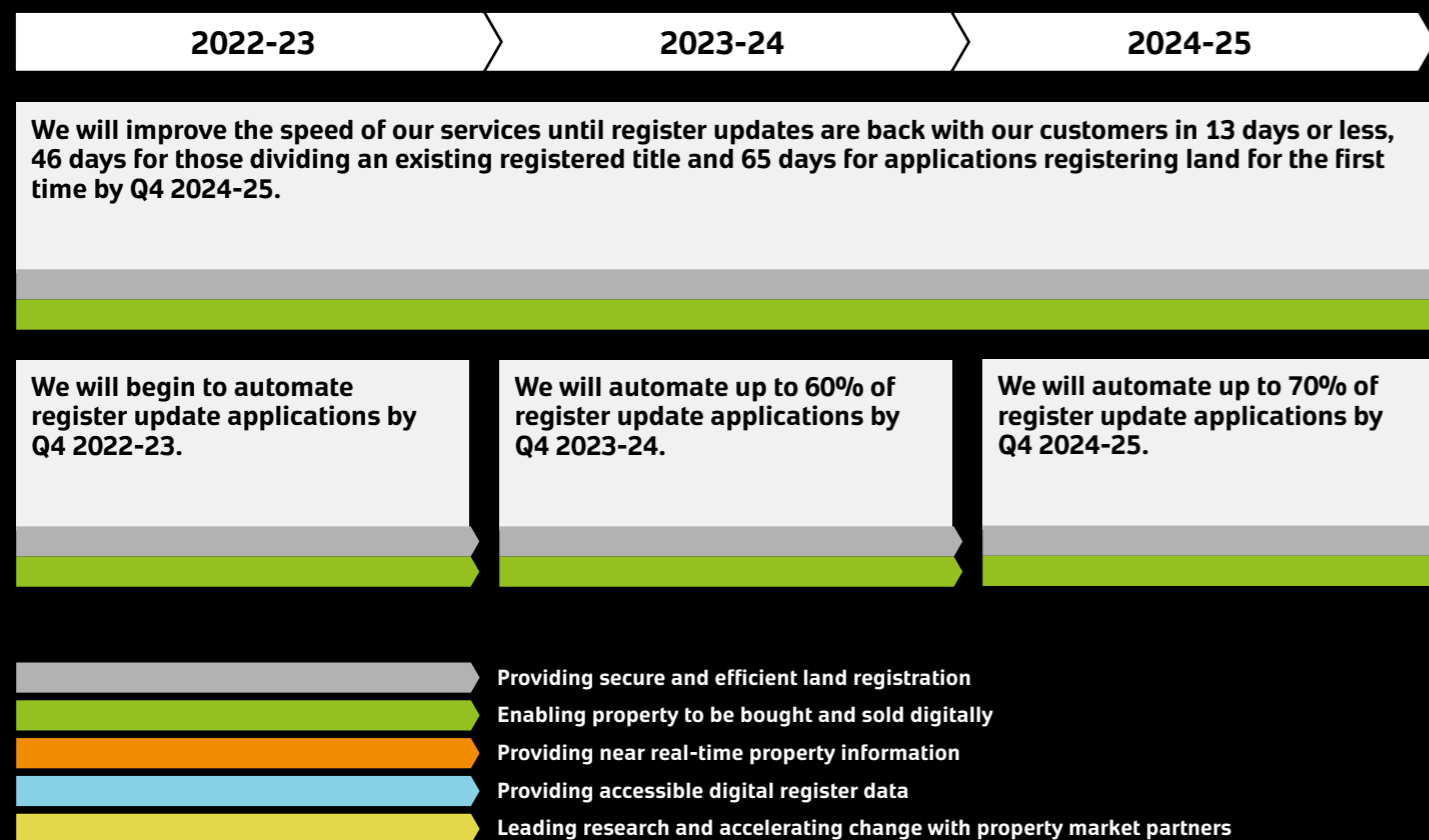 2022-23
2023-24
2024-25
We will improve the speed of our services until register updates are back with our customers in 13 days or less,
46 days for those dividing an existing registered title and 65 days for applications registering land for the first
time by Q4 2024-25.
We will begin to automate
register update applications by
Q4 2022-23.
We will automate up to 60% of
register update applications by
Q4 2023-24.
We will automate up to 70% of
register update applications by
Q4 2024-25.
Providing secure and efficient land registration
Enabling property to be bought and sold digitally
Providing near real-time property information
Providing accessible digital register data
Leading research and accelerating change with property market partners